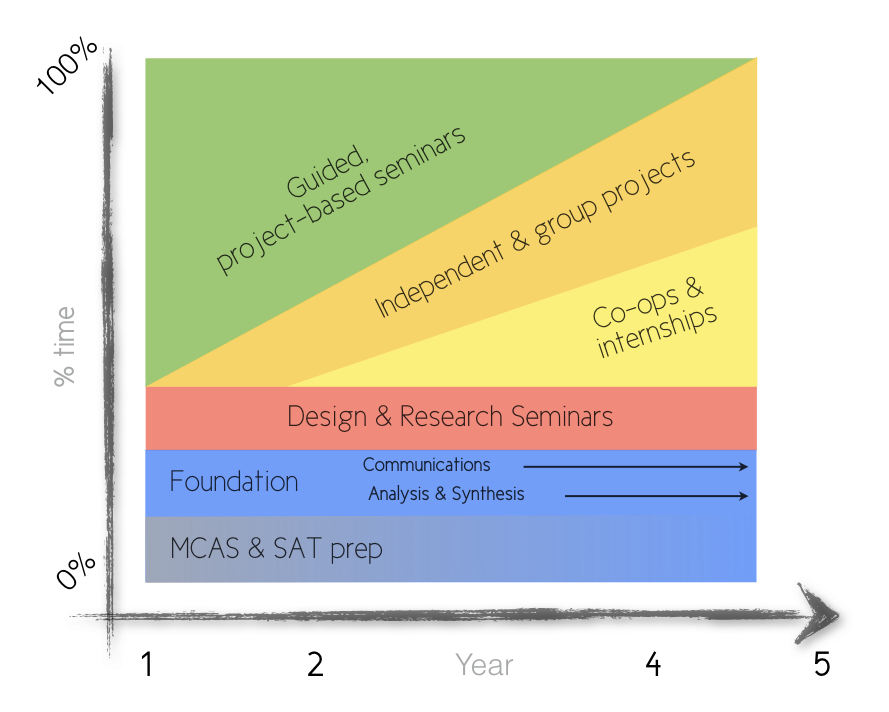 100%
Guided,
project-based seminars
Independent & group projects
Co-ops &
internships
% time
Design & Research Seminars
Foundation
Communications
Analysis & Synthesis
MCAS & SAT prep
0%
1 2 Year 4 5